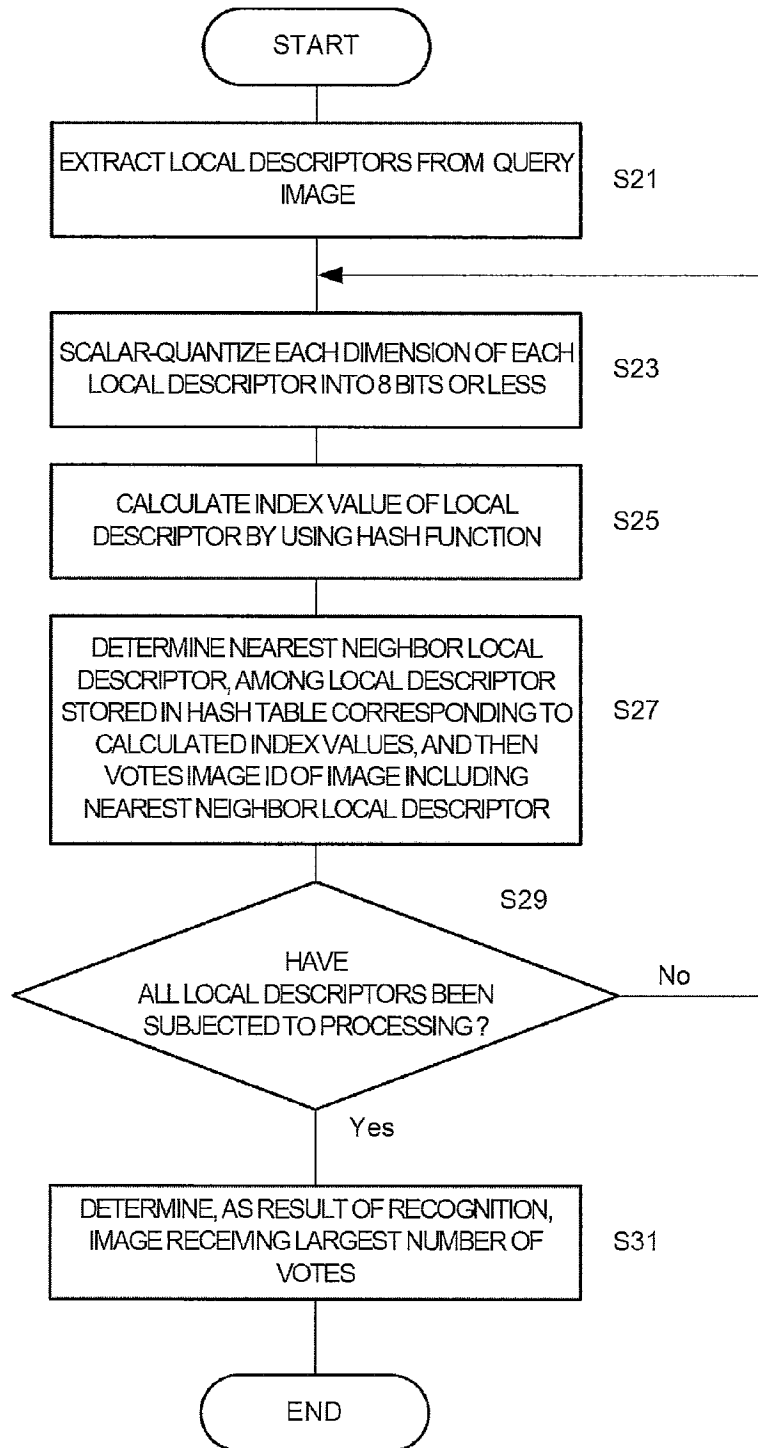 START
EXTRACT LOCAL DESCRIPTORS FROM QUERY
IMAGE
S21
SCALAR-QUANTIZE EACH DIMENSION OF EACH
LOCAL DESCRIPTOR INTO 8 BITS OR LESS
S23
CALCULATE INDEX VALUE OF LOCAL
DESCRIPTOR BY USING HASH FUNCTION
S25
DETERMINE NEAREST NEIGHBOR LOCAL
DESCRIPTOR, AMONG LOCAL DESCRIPTOR
STORED IN HASH TABLE CORRESPONDING TO
CALCULATED INDEX VALUES, AND THEN
VOTES IMAGE ID OF IMAGE INCLUDING
NEAREST NEIGHBOR LOCAL DESCRIPTOR
S27
S29
HAVE
ALL LOCAL DESCRIPTORS BEEN
SUBJECTED TO PROCESSING?
No
Yes
DETERMINE, AS RESULT OF RECOGNITION,
IMAGE RECEIVING LARGEST NUMBER OF
VOTES
S31
END